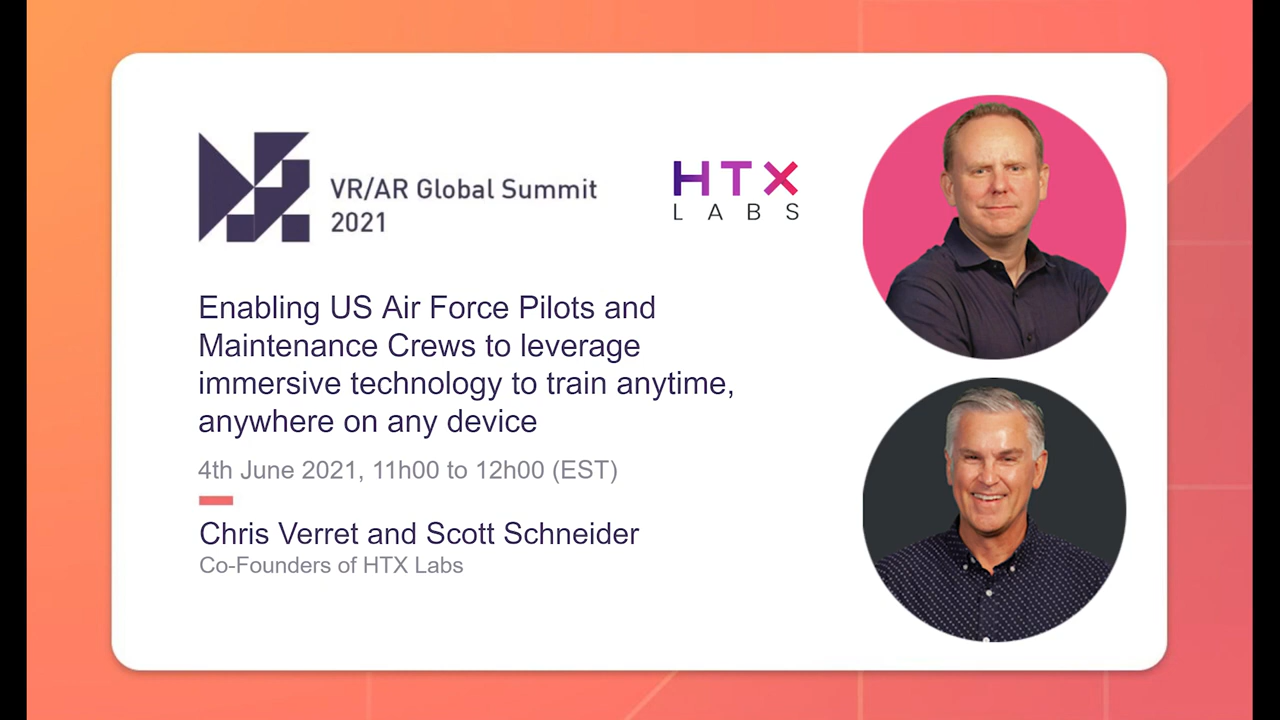 VR/AR Global Summit
2021
HTX
LABS
Enabling US Air Force Pilots and
Maintenance Crews to leverage
immersive technology to train anytime,
anywhere on any device
4th June 2021, 11h00 to 12h00 (EST)
Chris Verret and Scott Schneider
Co-Founders of HTX Labs